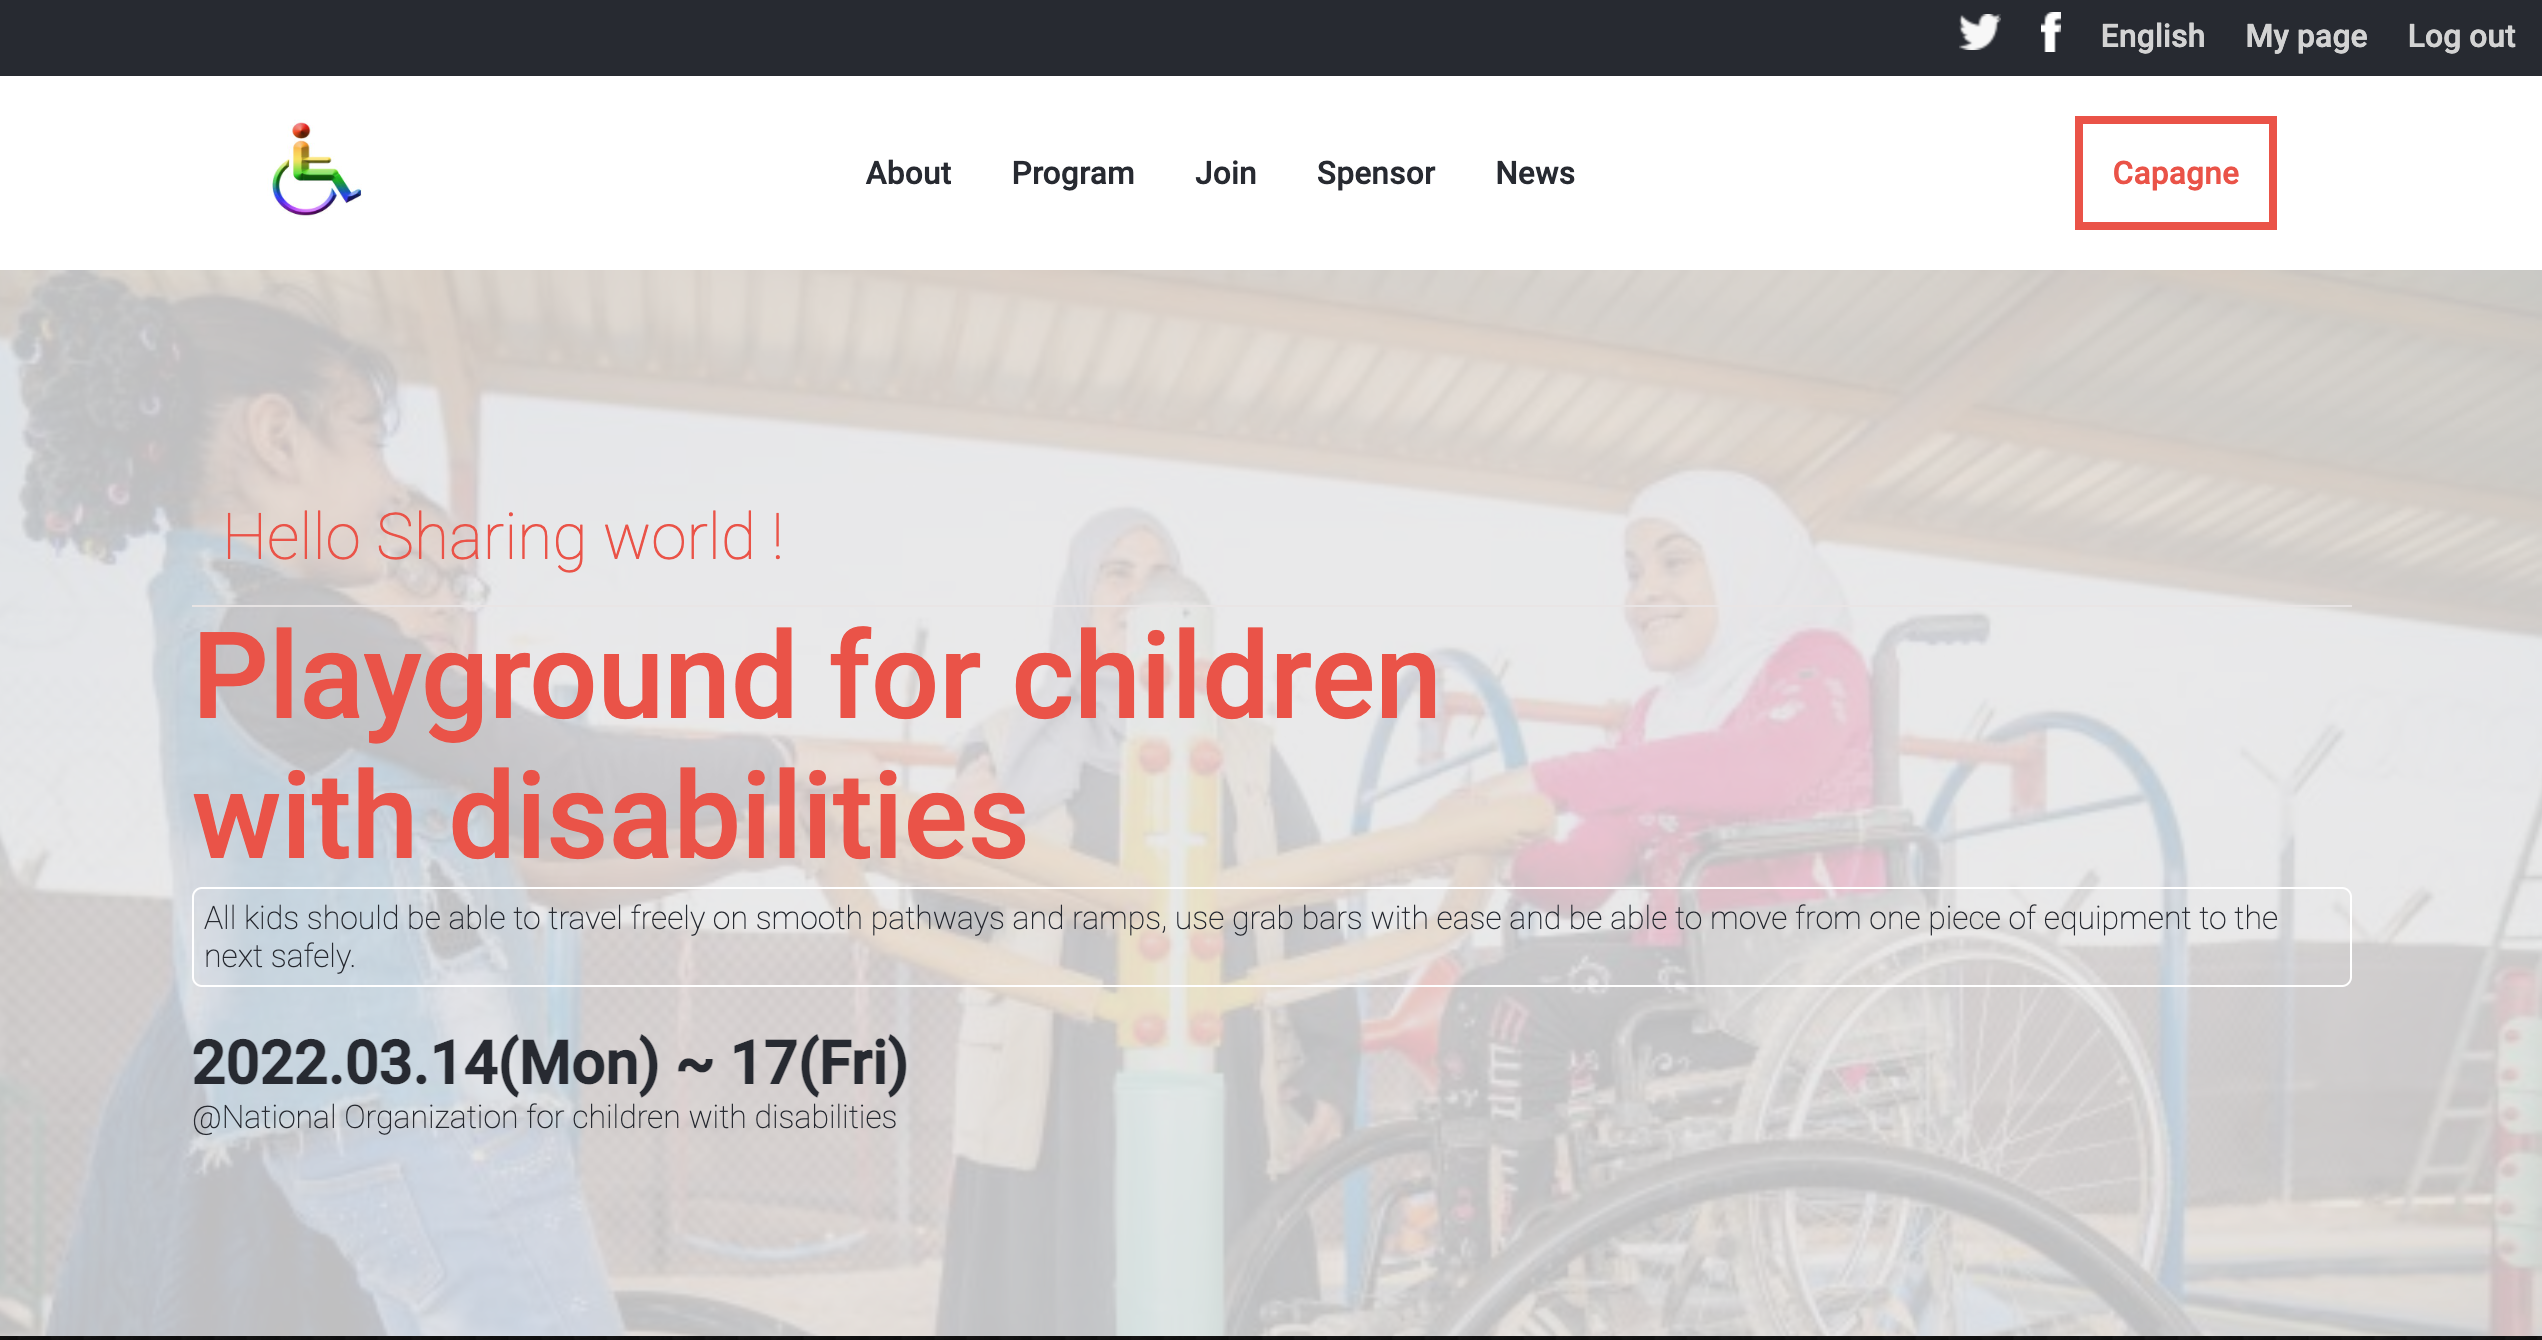 English My page Log out
About Program Join Spensor News Capagne
Hello Sharing world !
Playground for children
with disabilities
All kids should be able to travel freely on smooth pathways and ramps, use grab bars with ease and be able to move from one piece of equipment to the
next safely.
2022.03.14(Mon) ~ 17(Fri)
@National Organization for children with disabilities